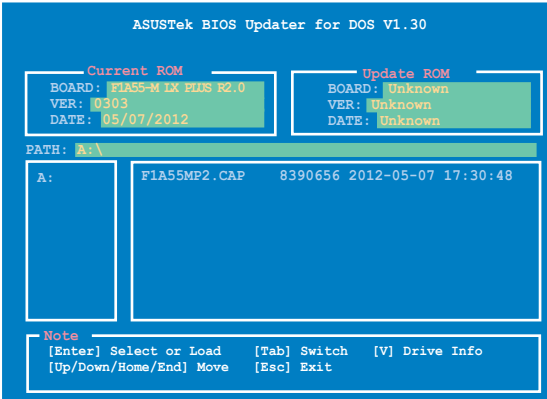 ASUSTek BIOS Updater for DOS V1.30
Current ROM
BOARD: F1A55-M LX PLUS R2.0
VER: 0303
DATE: 05/07/2012
Update ROM
BOARD: Unknown
VER: Unknown
DATE: Unknown
PATH: A:\
A:
F1A55MP2.CAP 8390656 2012-05-07 17:30:48
Note
[Enter] Select or Load [Tab] Switch [V] Drive Info
[Up/Down/Home/End] Move [Esc] Exit